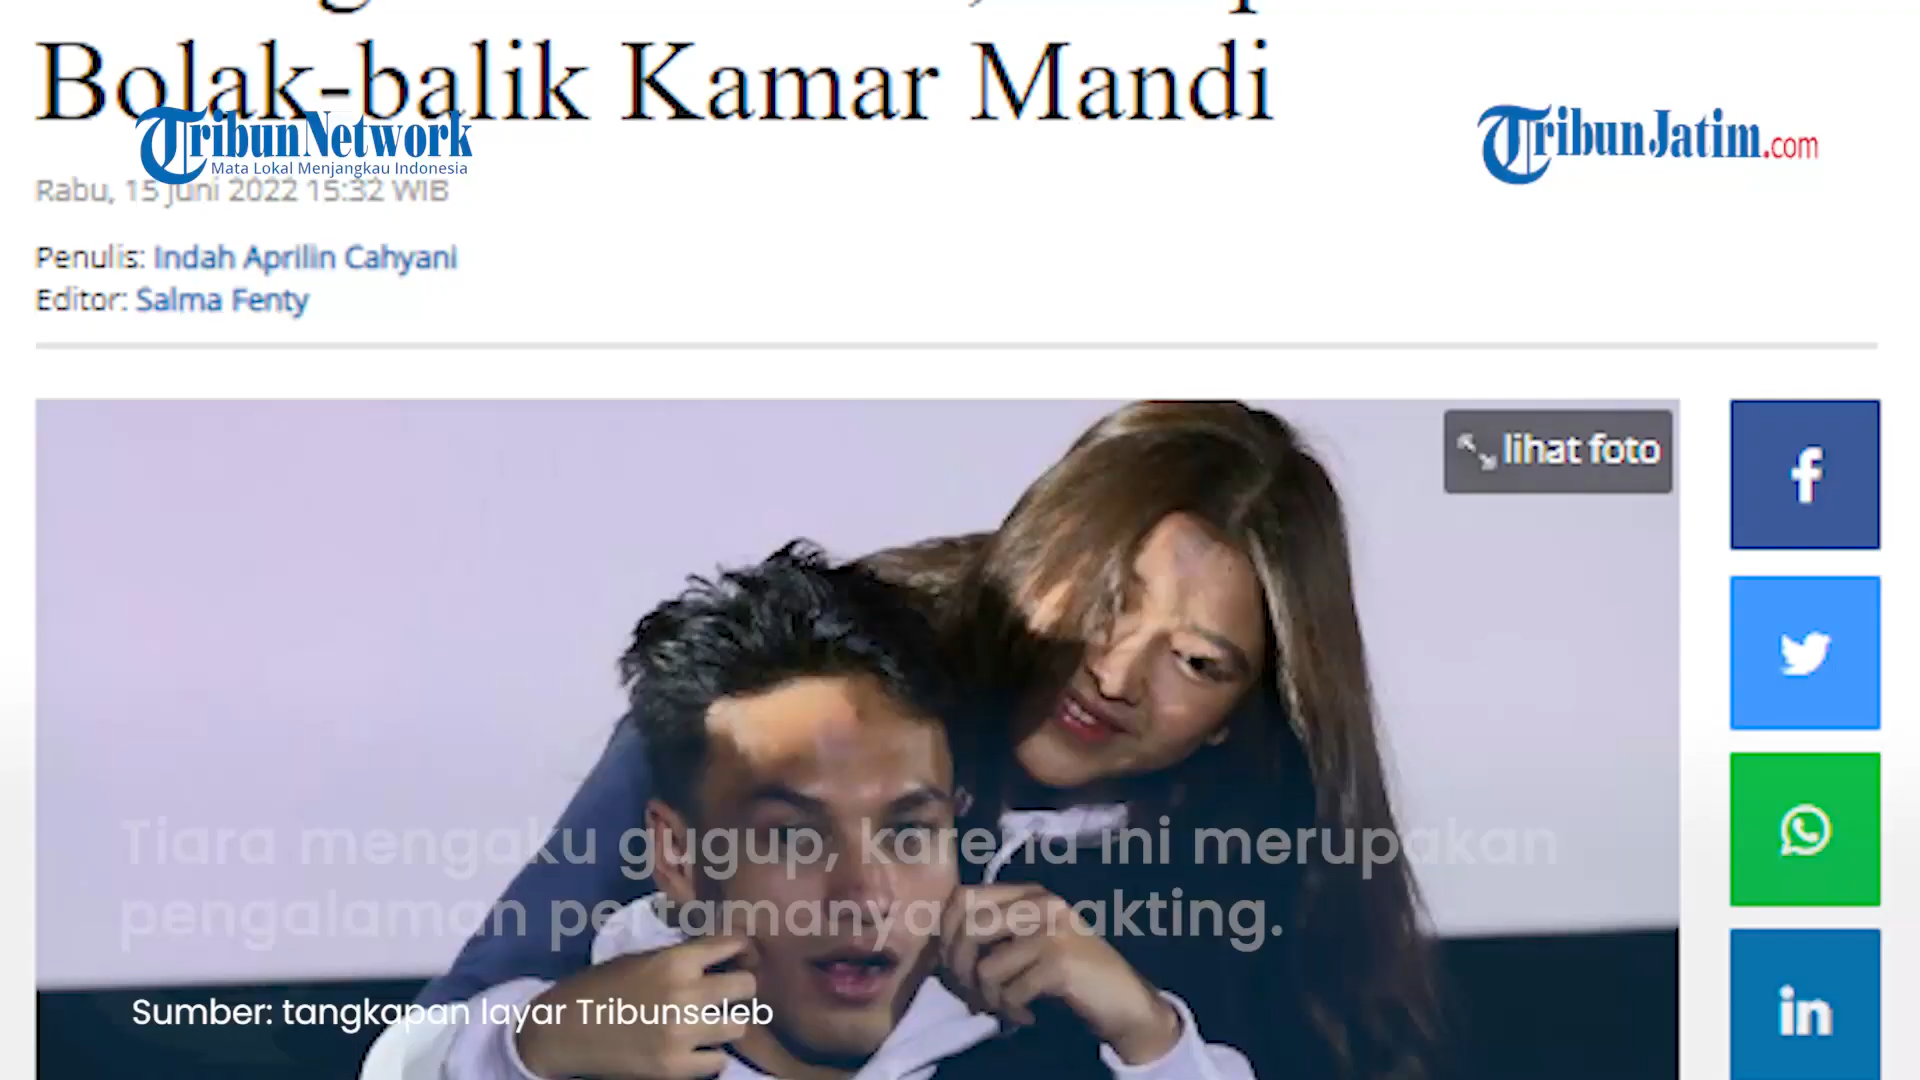 Bolak-balik Kamar Mandi
TribunNetwork
Mata Lokal Menjangkau Indonesia
TribunJatim.com
Rabu, 15 Juni 2022 15:32 WIB
Penulis: Indah Aprilin Cahyani
Editor: Salma Fenty
lihat foto
f
Tiara mengaku gugup, karena ini merupakan
pengalaman pertamanya berakting.
Sumber: tangkapan layar Tribunseleb
in